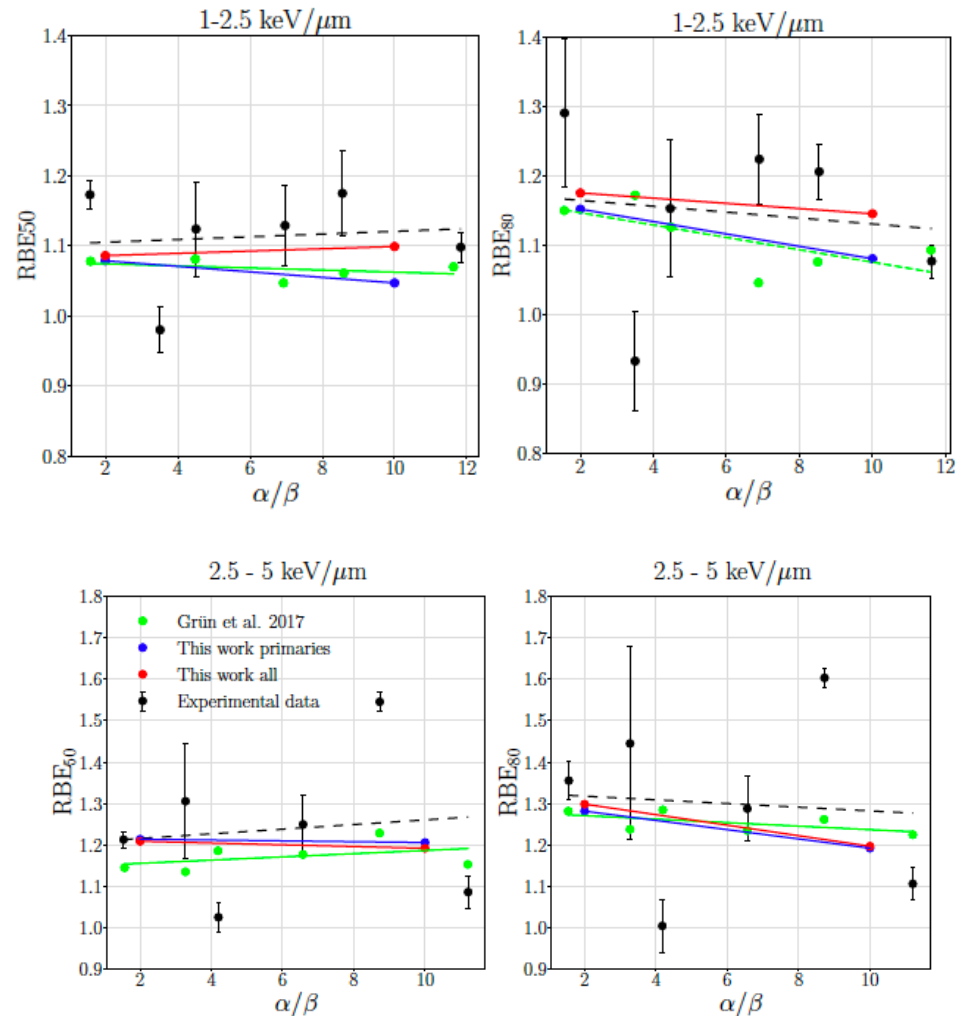 1-2.5 keV/μm
1.4
1.3
1.2
1.1
1.0
0.9
0.8
RBE50
2 4 6 8 10 12
α/β
1-2.5 keV/μm
1.4
1.3
1.2
1.1
1.0
0.9
0.8
RBE₈₀
2 4 6 8 10 12
α/β
2.5 - 5 keV/μm
1.8
1.7
1.6
1.5
1.4
1.3
1.2
1.1
1.0
0.9
RBE₅₀
Grün et al. 2017
This work primaries
This work all
Experimental data
2 4 6 8 10
α/β
2.5 - 5 keV/μm
1.8
1.7
1.6
1.5
1.4
1.3
1.2
1.1
1.0
0.9
RBE₈₀
2 4 6 8 10
α/β